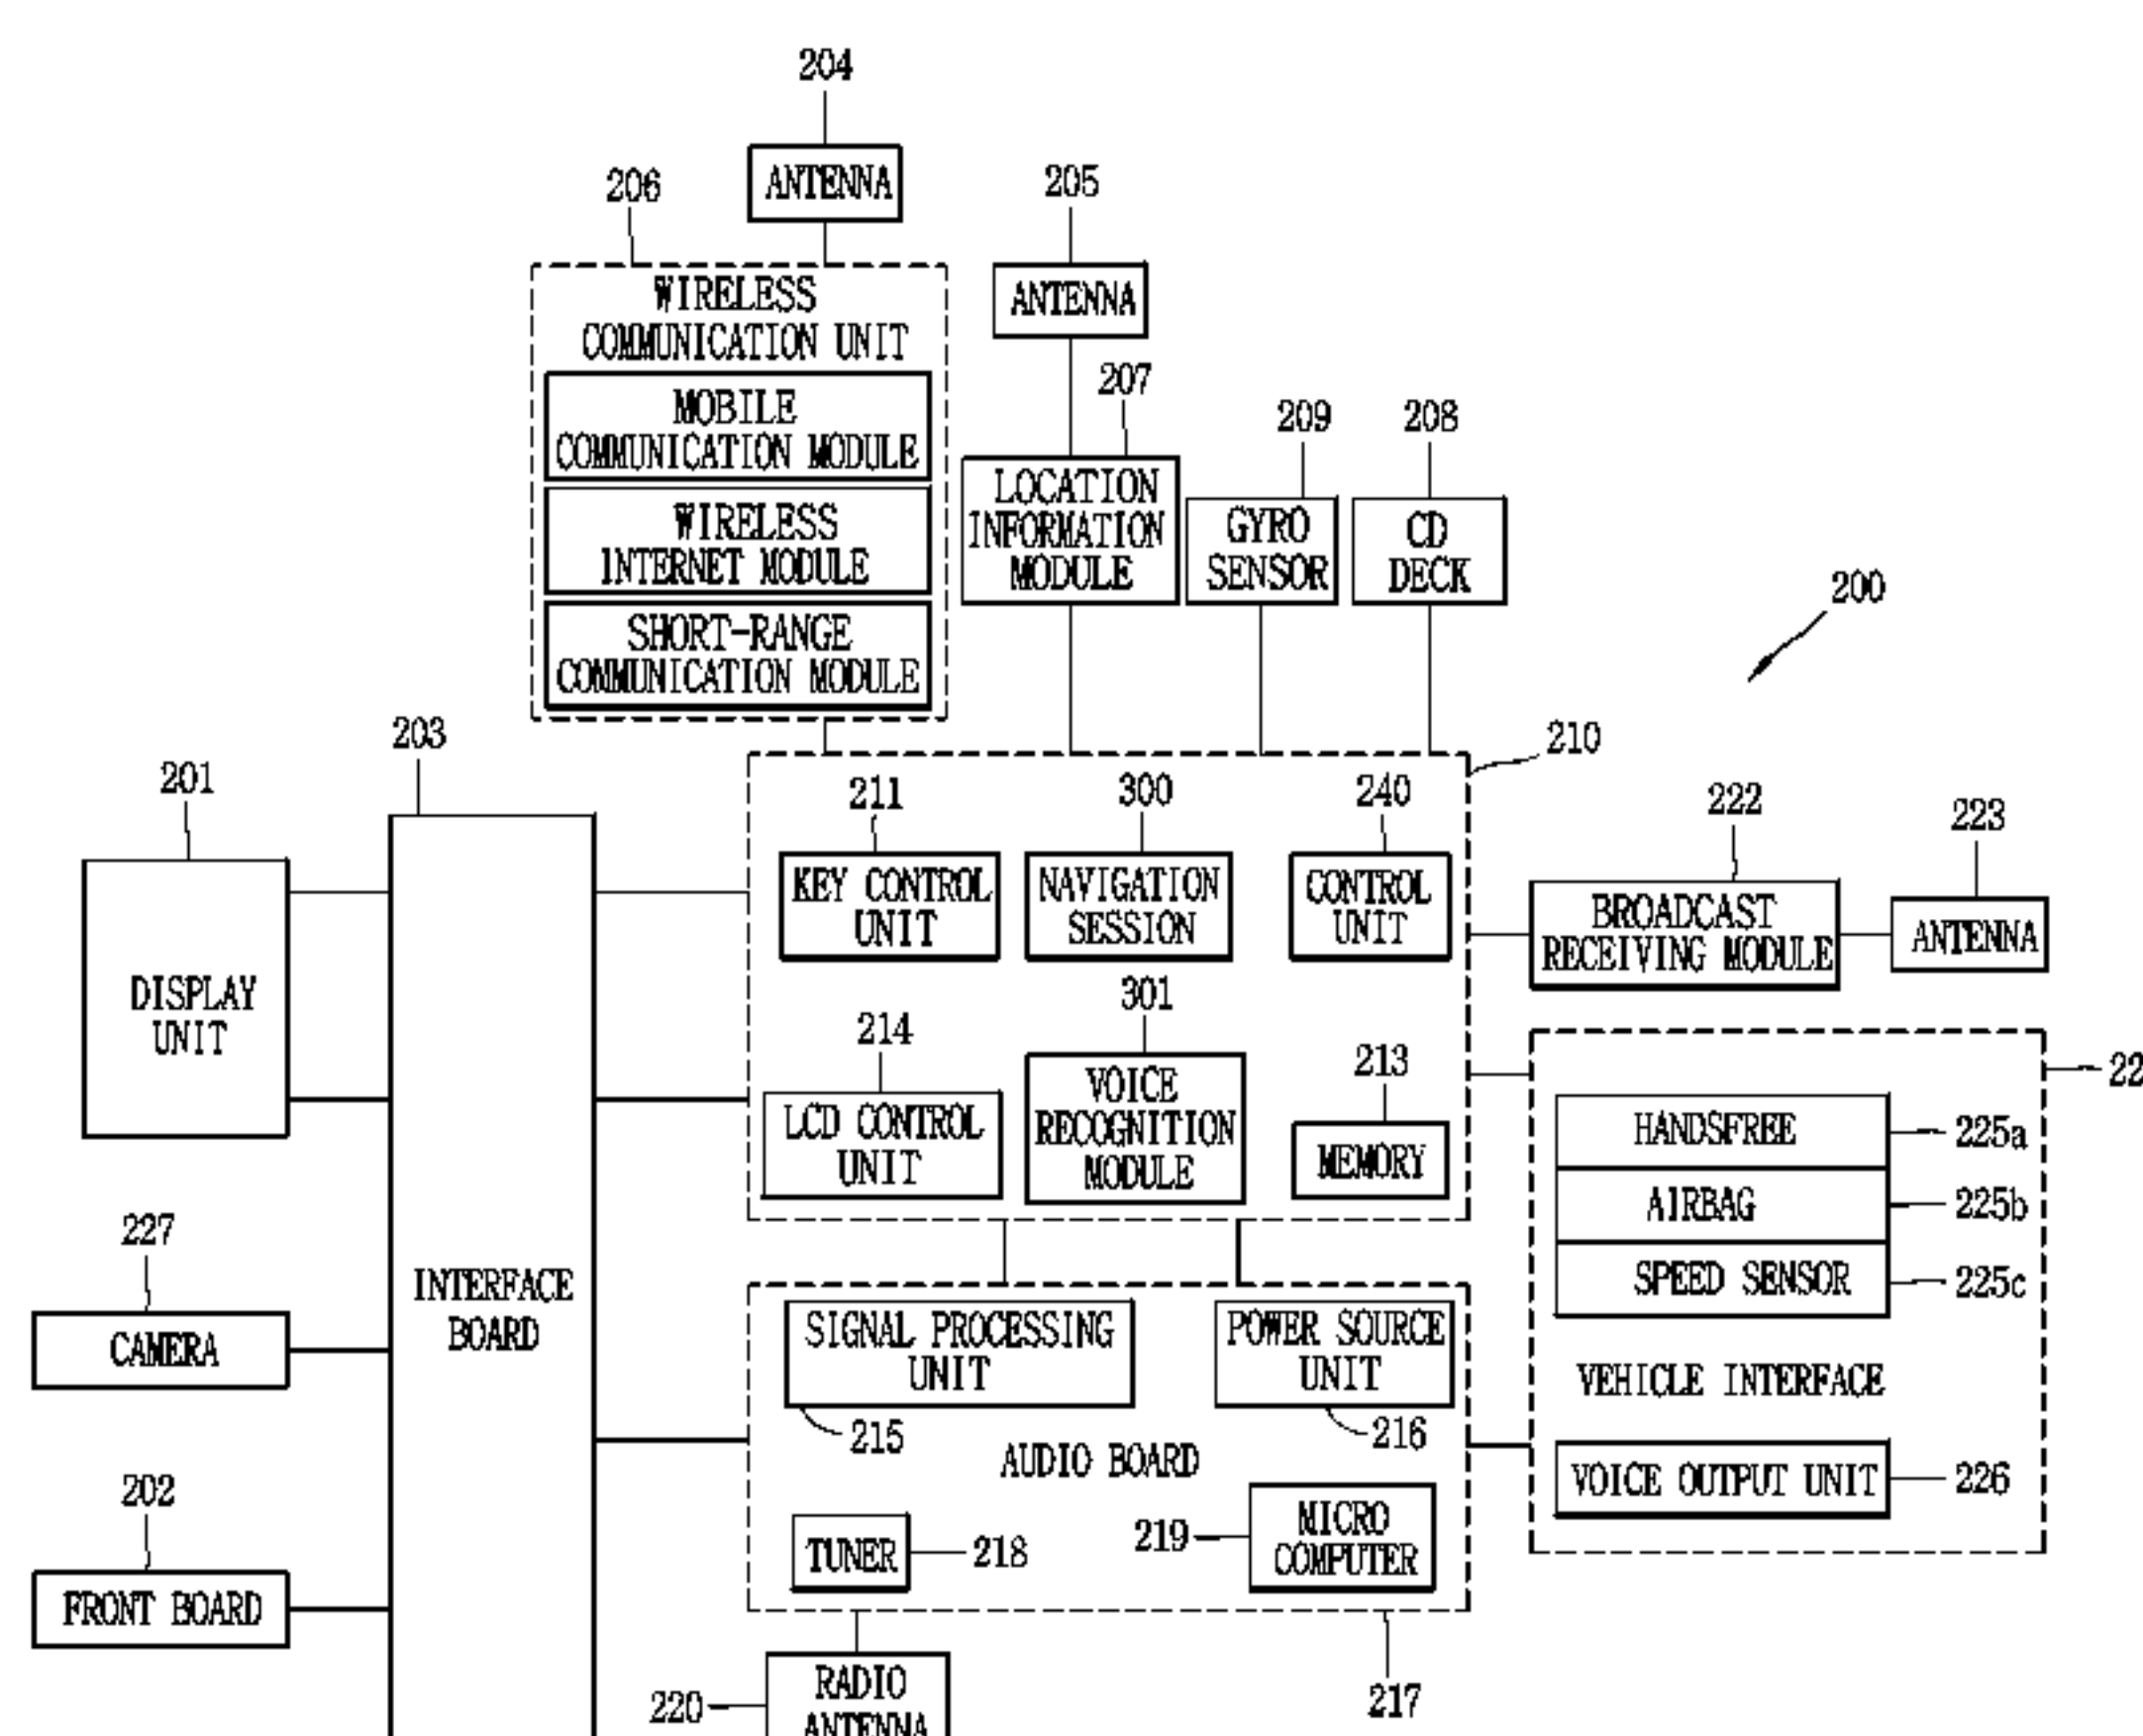 204
ANTENNA
206
205
ANTENNA
WIRELESS
COMMUNICATION UNIT
MOBILE
COMMUNICATION MODULE
WIRELESS
INTERNET MODULE
SHORT-RANGE
COMMUNICATION MODULE
207
LOCATION
INFORMATION
MODULE
209
GYRO
SENSOR
208
CD
DECK
200
203
201
DISPLAY
UNIT
210
211
KEY CONTROL
UNIT
300
NAVIGATION
SESSION
240
CONTROL
UNIT
222
BROADCAST
RECEIVING MODULE
223
ANTENNA
214
LCD CONTROL
UNIT
301
VOICE
RECOGNITION
MODULE
213
MEMORY
22
HANDSFREE
225a
AIRBAG
225b
SPEED SENSOR
225c
VEHICLE INTERFACE
VOICE OUTPUT UNIT
226
227
CAMERA
INTERFACE
BOARD
202
FRONT BOARD
SIGNAL PROCESSING
UNIT
215
POWER SOURCE
UNIT
216
AUDIO BOARD
TUNER
218
219
MICRO
COMPUTER
220
RADIO
ANTENNA
217